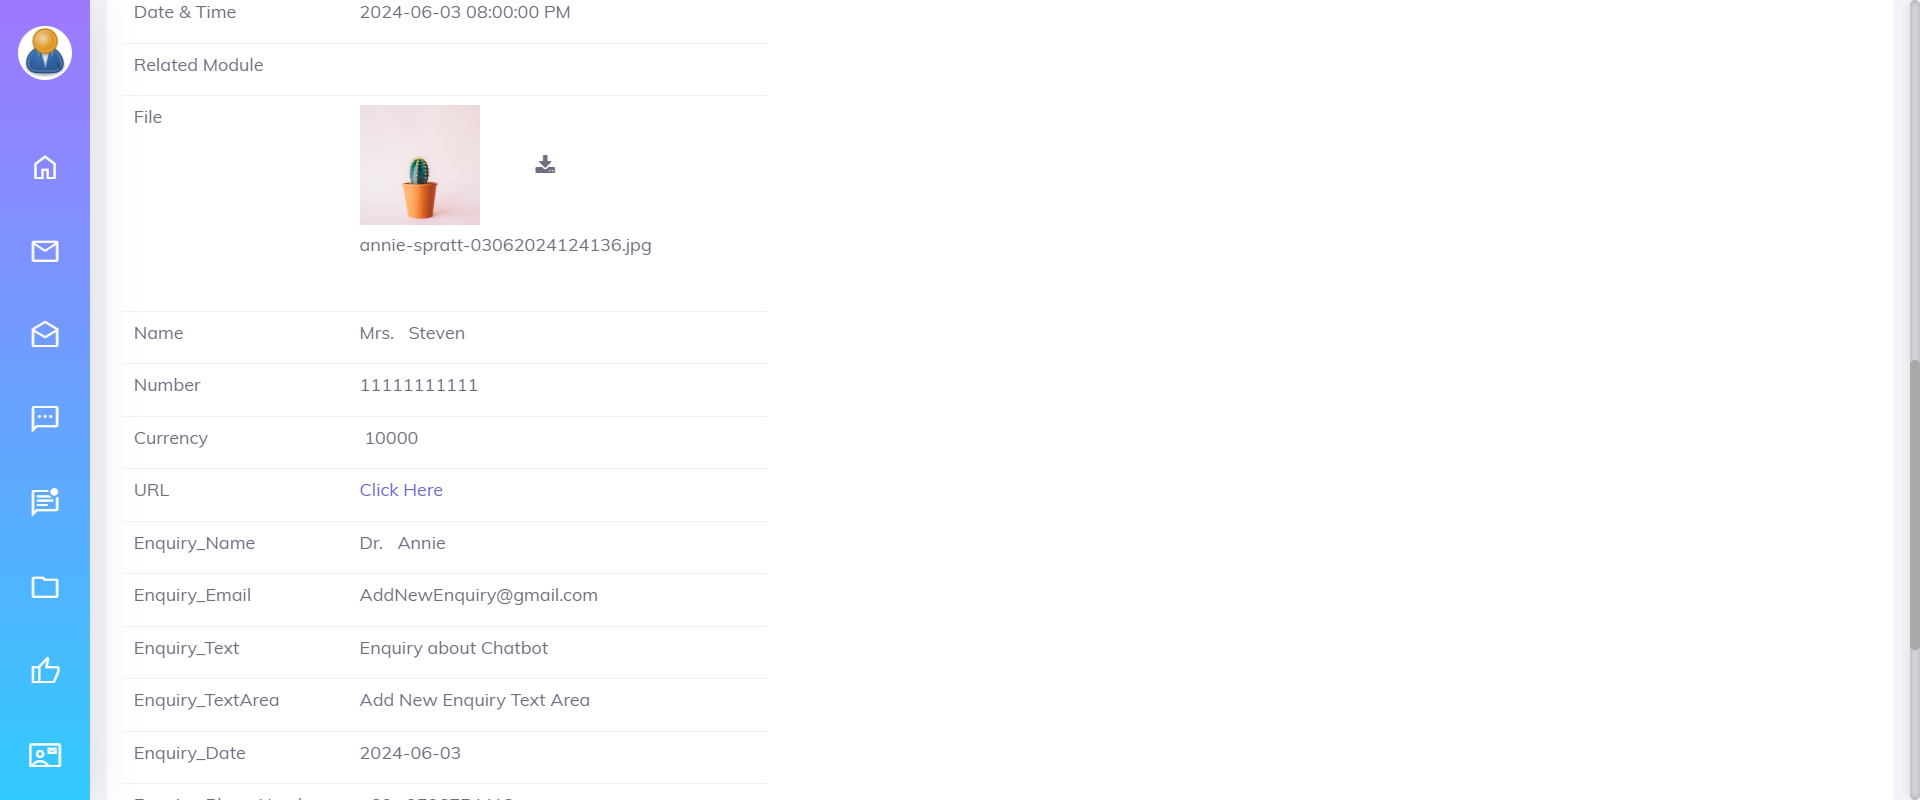 Date & Time 2024-06-03 08:00:00 PM
Related Module
File
annie-spratt-03062024124136.jpg
Name Mrs. Steven
Number 11111111111
Currency 10000
URL Click Here
Enquiry_Name Dr. Annie
Enquiry_Email AddNewEnquiry@gmail.com
Enquiry_Text Enquiry about Chatbot
Enquiry_TextArea Add New Enquiry Text Area
Enquiry_Date 2024-06-03